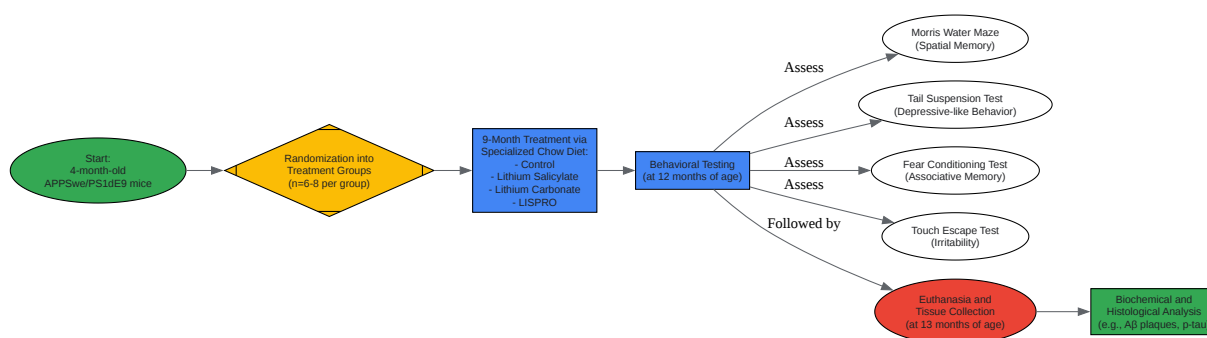 Start:
4-month-old
APPSwe/PS1dE9 mice
Randomization into
Treatment Groups
(n=6-8 per group)
9-Month Treatment via
Specialized Chow Diet:
- Control
- Lithium Salicylate
- Lithium Carbonate
- LISPRO
Behavioral Testing
(at 12 months of age)
Assess
Morris Water Maze
(Spatial Memory)
Assess
Tail Suspension Test
(Depressive-like Behavior)
Assess
Fear Conditioning Test
(Associative Memory)
Assess
Touch Escape Test
(Irritability)
Followed by
Euthanasia and
Tissue Collection
(at 13 months of age)
Biochemical and
Histological Analysis
(e.g., Aβ plaques, p-tau